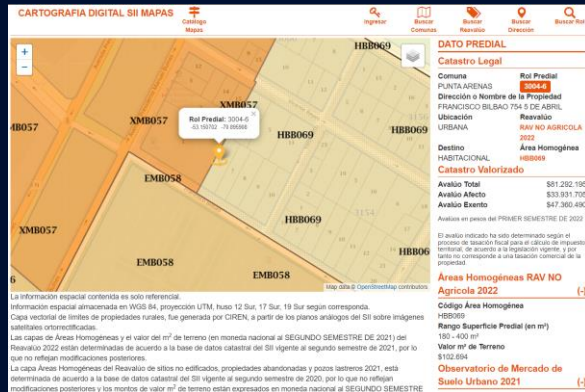 CARTOGRAFIA DIGITAL SII MAPAS
Catálogo Mapas
Ingresar
Buscar Comunas
Buscar Reavalúo
Buscar Dirección
Buscar Rol
+
−
HBB069
4B057
XMB057
XMB057
Rol Predial: 3004-6
×
HBB069
HBB069
EMB058
HBB069
3154
XMB057
EMB058
HBB06
6
EMB058
Map data © OpenStreetMap contributors
La información espacial contenida es solo referencial.
Información espacial almacenada en WGS 84, proyección UTM, huso 12 Sur, 17 Sur, 19 Sur según corresponda.
Capa vectorial de límites de propiedades rurales, fue generada por CIREN, a partir de los planos análogos del SII sobre imágenes
satelitales ortorrectificadas.
Las capas de Áreas Homogéneas y el valor del m² de terreno (en moneda nacional al SEGUNDO SEMESTRE DE 2021) del
Reavalúo 2022 están determinadas de acuerdo a la base de datos catastral del SII vigente al segundo semestre de 2021, por lo
que no reflejan modificaciones posteriores.
La capa Áreas Homogéneas del Reavalúo de sitios no edificados, propiedades abandonadas y pozos lastreros 2021, está
determinada de acuerdo a la base de datos catastral del SII vigente al segundo semestre de 2020, por lo que no reflejan
modificaciones posteriores y los montos de valor m² de terreno están expresados en moneda nacional al SEGUNDO SEMESTRE
DATO PREDIAL
Catastro Legal
Comuna Rol Predial
PUNTA ARENAS 3004-6
Dirección o Nombre de la Propiedad
FRANCISCO BILBAO 754 5 DE ABRIL
Ubicación Reavalúo
URBANA RAV NO AGRICOLA
2022
Destino Área Homogénea
HABITACIONAL HBB069
Catastro Valorizado
Avalúo Total $81.292.195
Avalúo Afecto $33.931.705
Avalúo Exento $47.360.490
Avalúos en pesos del PRIMER SEMESTRE DE 2022
El avalúo indicado ha sido determinado según el
proceso de tasación fiscal para el cálculo de impuesto
territorial, de acuerdo a la legislación vigente, y por
tanto no corresponde a una tasación comercial de la
propiedad.
Áreas Homogéneas RAV NO
Agrícola 2022 (-)
Código Área Homogénea
HBB069
Rango Superficie Predial (en m²)
180 - 400 m²
Valor m² de Terreno
$102.694
Observatorio de Mercado de
Suelo Urbano 2021 (-)